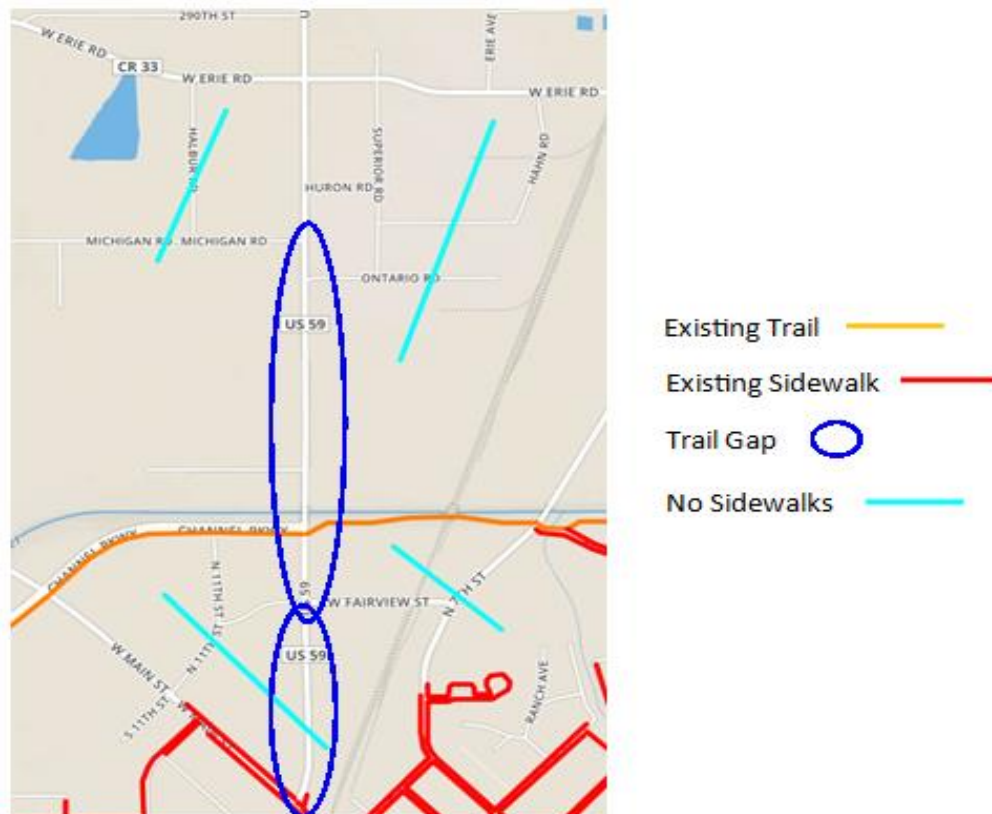 290TH ST
U
W ERIE RD
ERIE AVE
CR 33
W ERIE RD
W ERIE RD
HALBUR RD
SUPERIOR RD
HAHN RD
HURON RD
MICHIGAN RD
MICHIGAN RD
ONTARIO RD
US 59
Existing Trail
Existing Sidewalk
Trail Gap
No Sidewalks
CHANNEL PKWY
CHANNEL PKWY
N 11TH ST
59
W FAIRVIEW ST
N 7TH ST
N 11TH ST
US 59
W MAIN ST
S 11TH ST
RANCH AVE